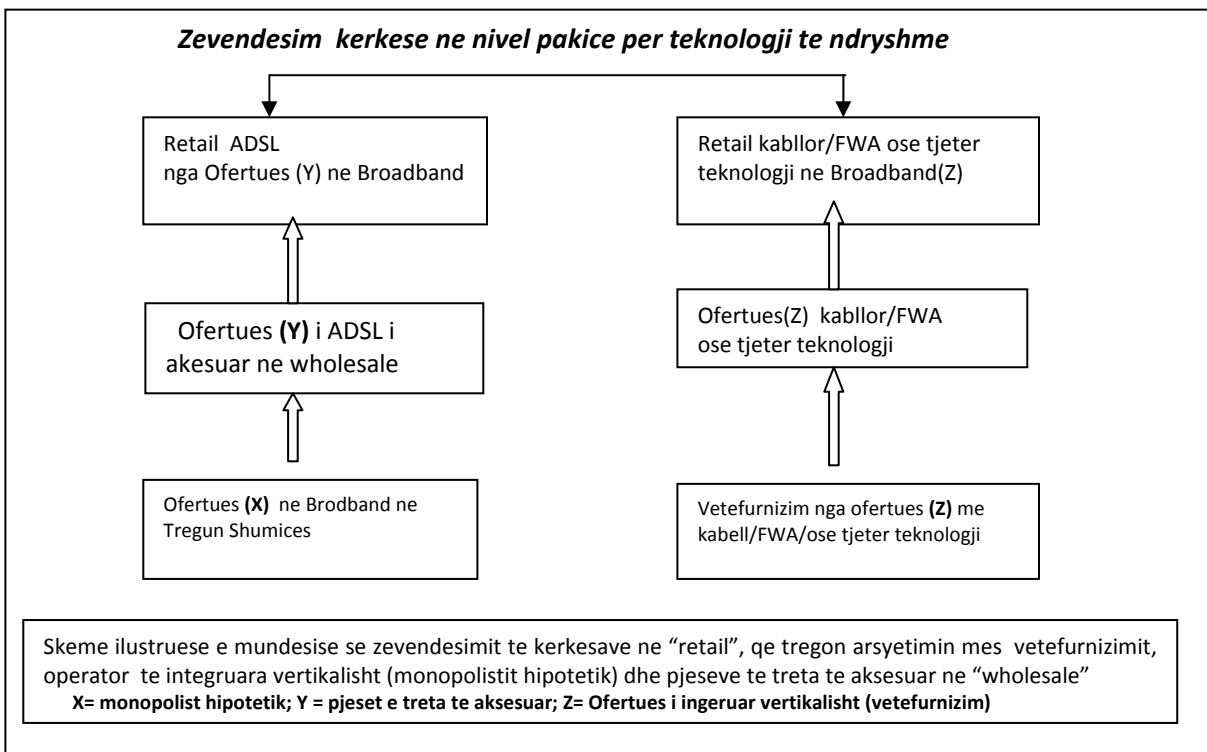 Zevendesim kerkese ne nivel pakice per teknologji te ndryshme
Retail ADSL
nga Ofertues (Y) ne Broadband
Retail kabllor/FWA ose tjeter
teknologji ne Broadband(Z)
Ofertues (Y) i ADSL i
akesuar ne wholesale
Ofertues(Z) kabllor/FWA
ose tjeter teknologji
Ofertues (X) ne Brodband ne
Tregun Shumices
Vetefurnizim nga ofertues (Z) me
kabell/FWA/ose tjeter teknologji
Skeme ilustruese e mundesise se zevendesimit te kerkesave ne “retail”, qe tregon arsyetimin mes vetefurnizimit,
operator te integruara vertikalisht (monopolistit hipotetik) dhe pjeseve te treta te aksesuar ne “wholesale”
X= monopolist hipotetik; Y = pjeset e treta te aksesuar; Z= Ofertues i ingeruar vertikalisht (vetefurnizim)